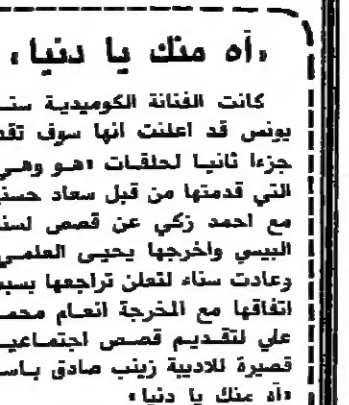 «آه منك يا دنيا»
كانت الفنانة الكوميدية سنـ
يونس قد اعلنت انها سوف تقد
جزءا ثانيا لحلقات «هو وهي
التي قدمتها من قبل سعاد حسني
مع احمد زكي عن قصص لسنـ
البيسي واخرجها يحيى العلمي
وعادت سناء لتعلن تراجعها بسبـ
اتفاقها مع المخرجة انعام محمـ
علي لتقديم قصص اجتماعيـ
قصيرة للاديبة زينب صادق باسـ
«آه منك يا دنيا»